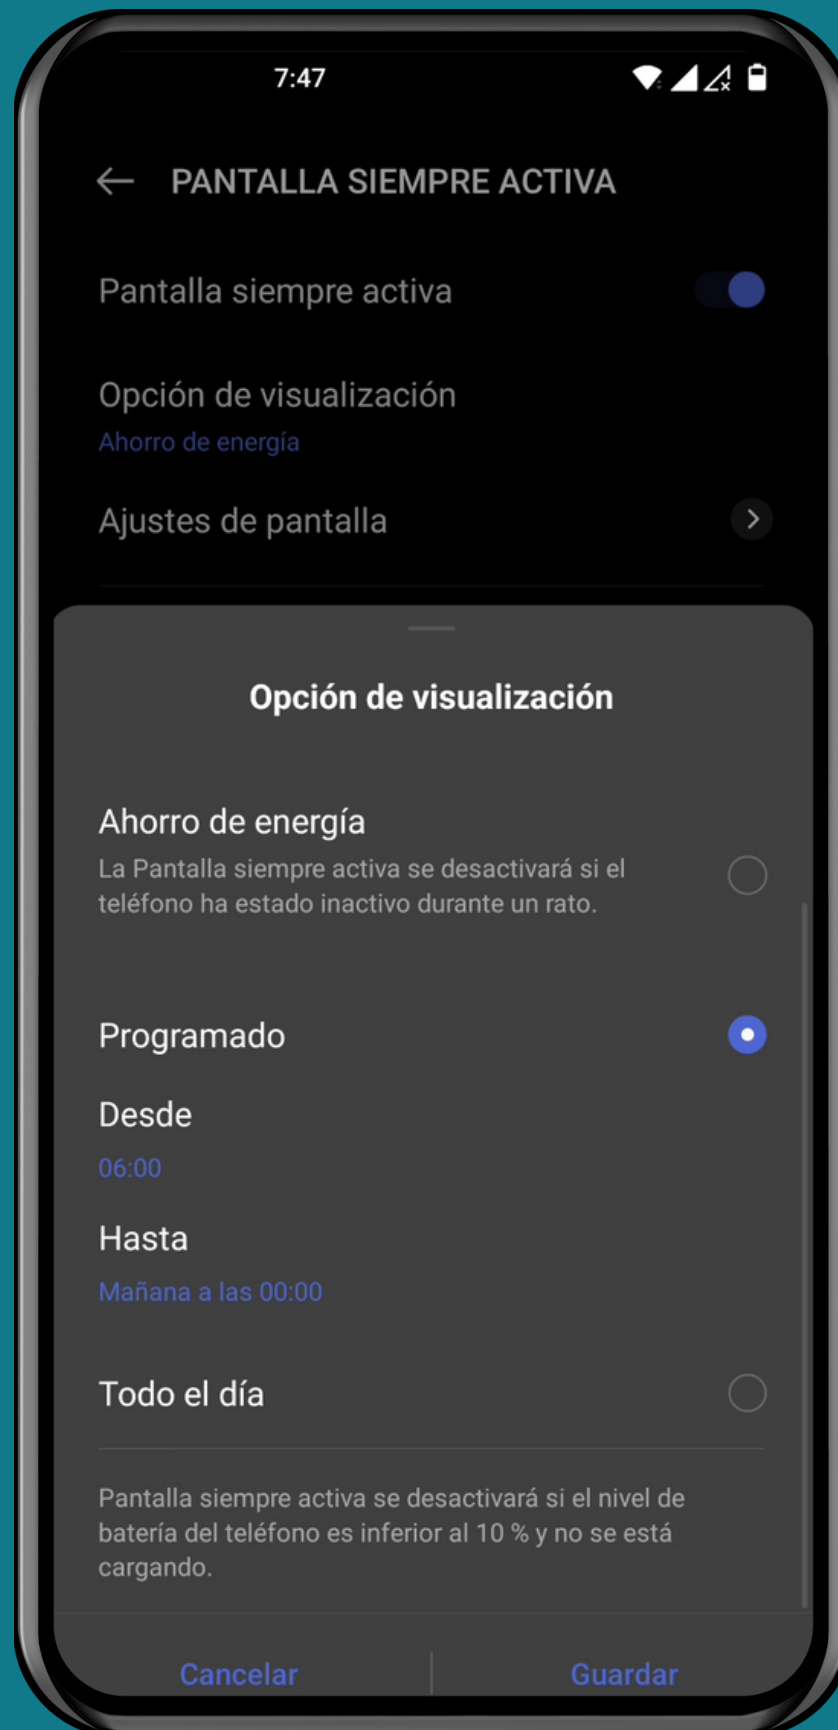 7:47
PANTALLA SIEMPRE ACTIVA
Pantalla siempre activa
Opción de visualización
Ahorro de energía
Ajustes de pantalla
Opción de visualización
Ahorro de energía
La Pantalla siempre activa se desactivará si el
teléfono ha estado inactivo durante un rato.
Programado
Desde
06:00
Hasta
Mañana a las 00:00
Todo el día
Pantalla siempre activa se desactivará si el nivel de
batería del teléfono es inferior al 10 % y no se está
cargando.
Cancelar
Guardar